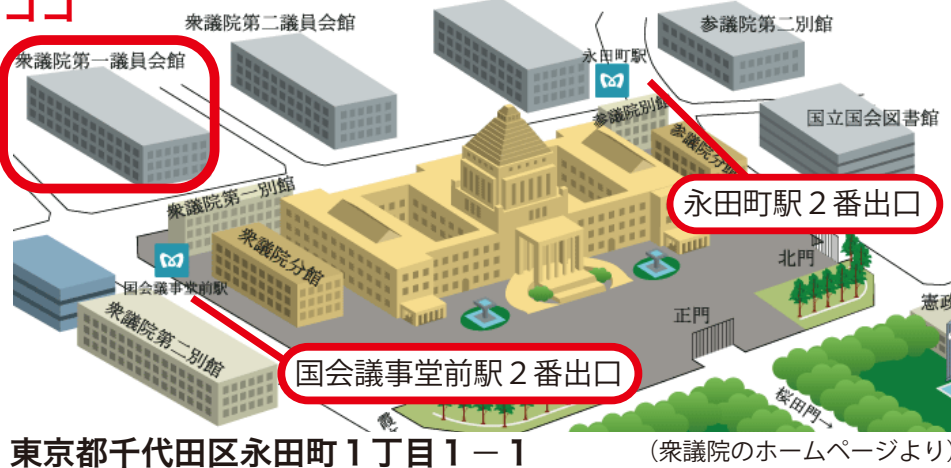 ココ
衆議院第二議員会館
参議院第二別館
衆議院第一議員会館
永田町駅
参議院別館
国立国会図書館
参議院分館
衆議院第一別館
永田町駅２番出口
衆議院分館
北門
国会議事堂前駅
憲政
正門
衆議院第二別館
国会議事堂前駅２番出口
桜田門→
霞
東京都千代田区永田町１丁目１－１
（衆議院のホームページより）